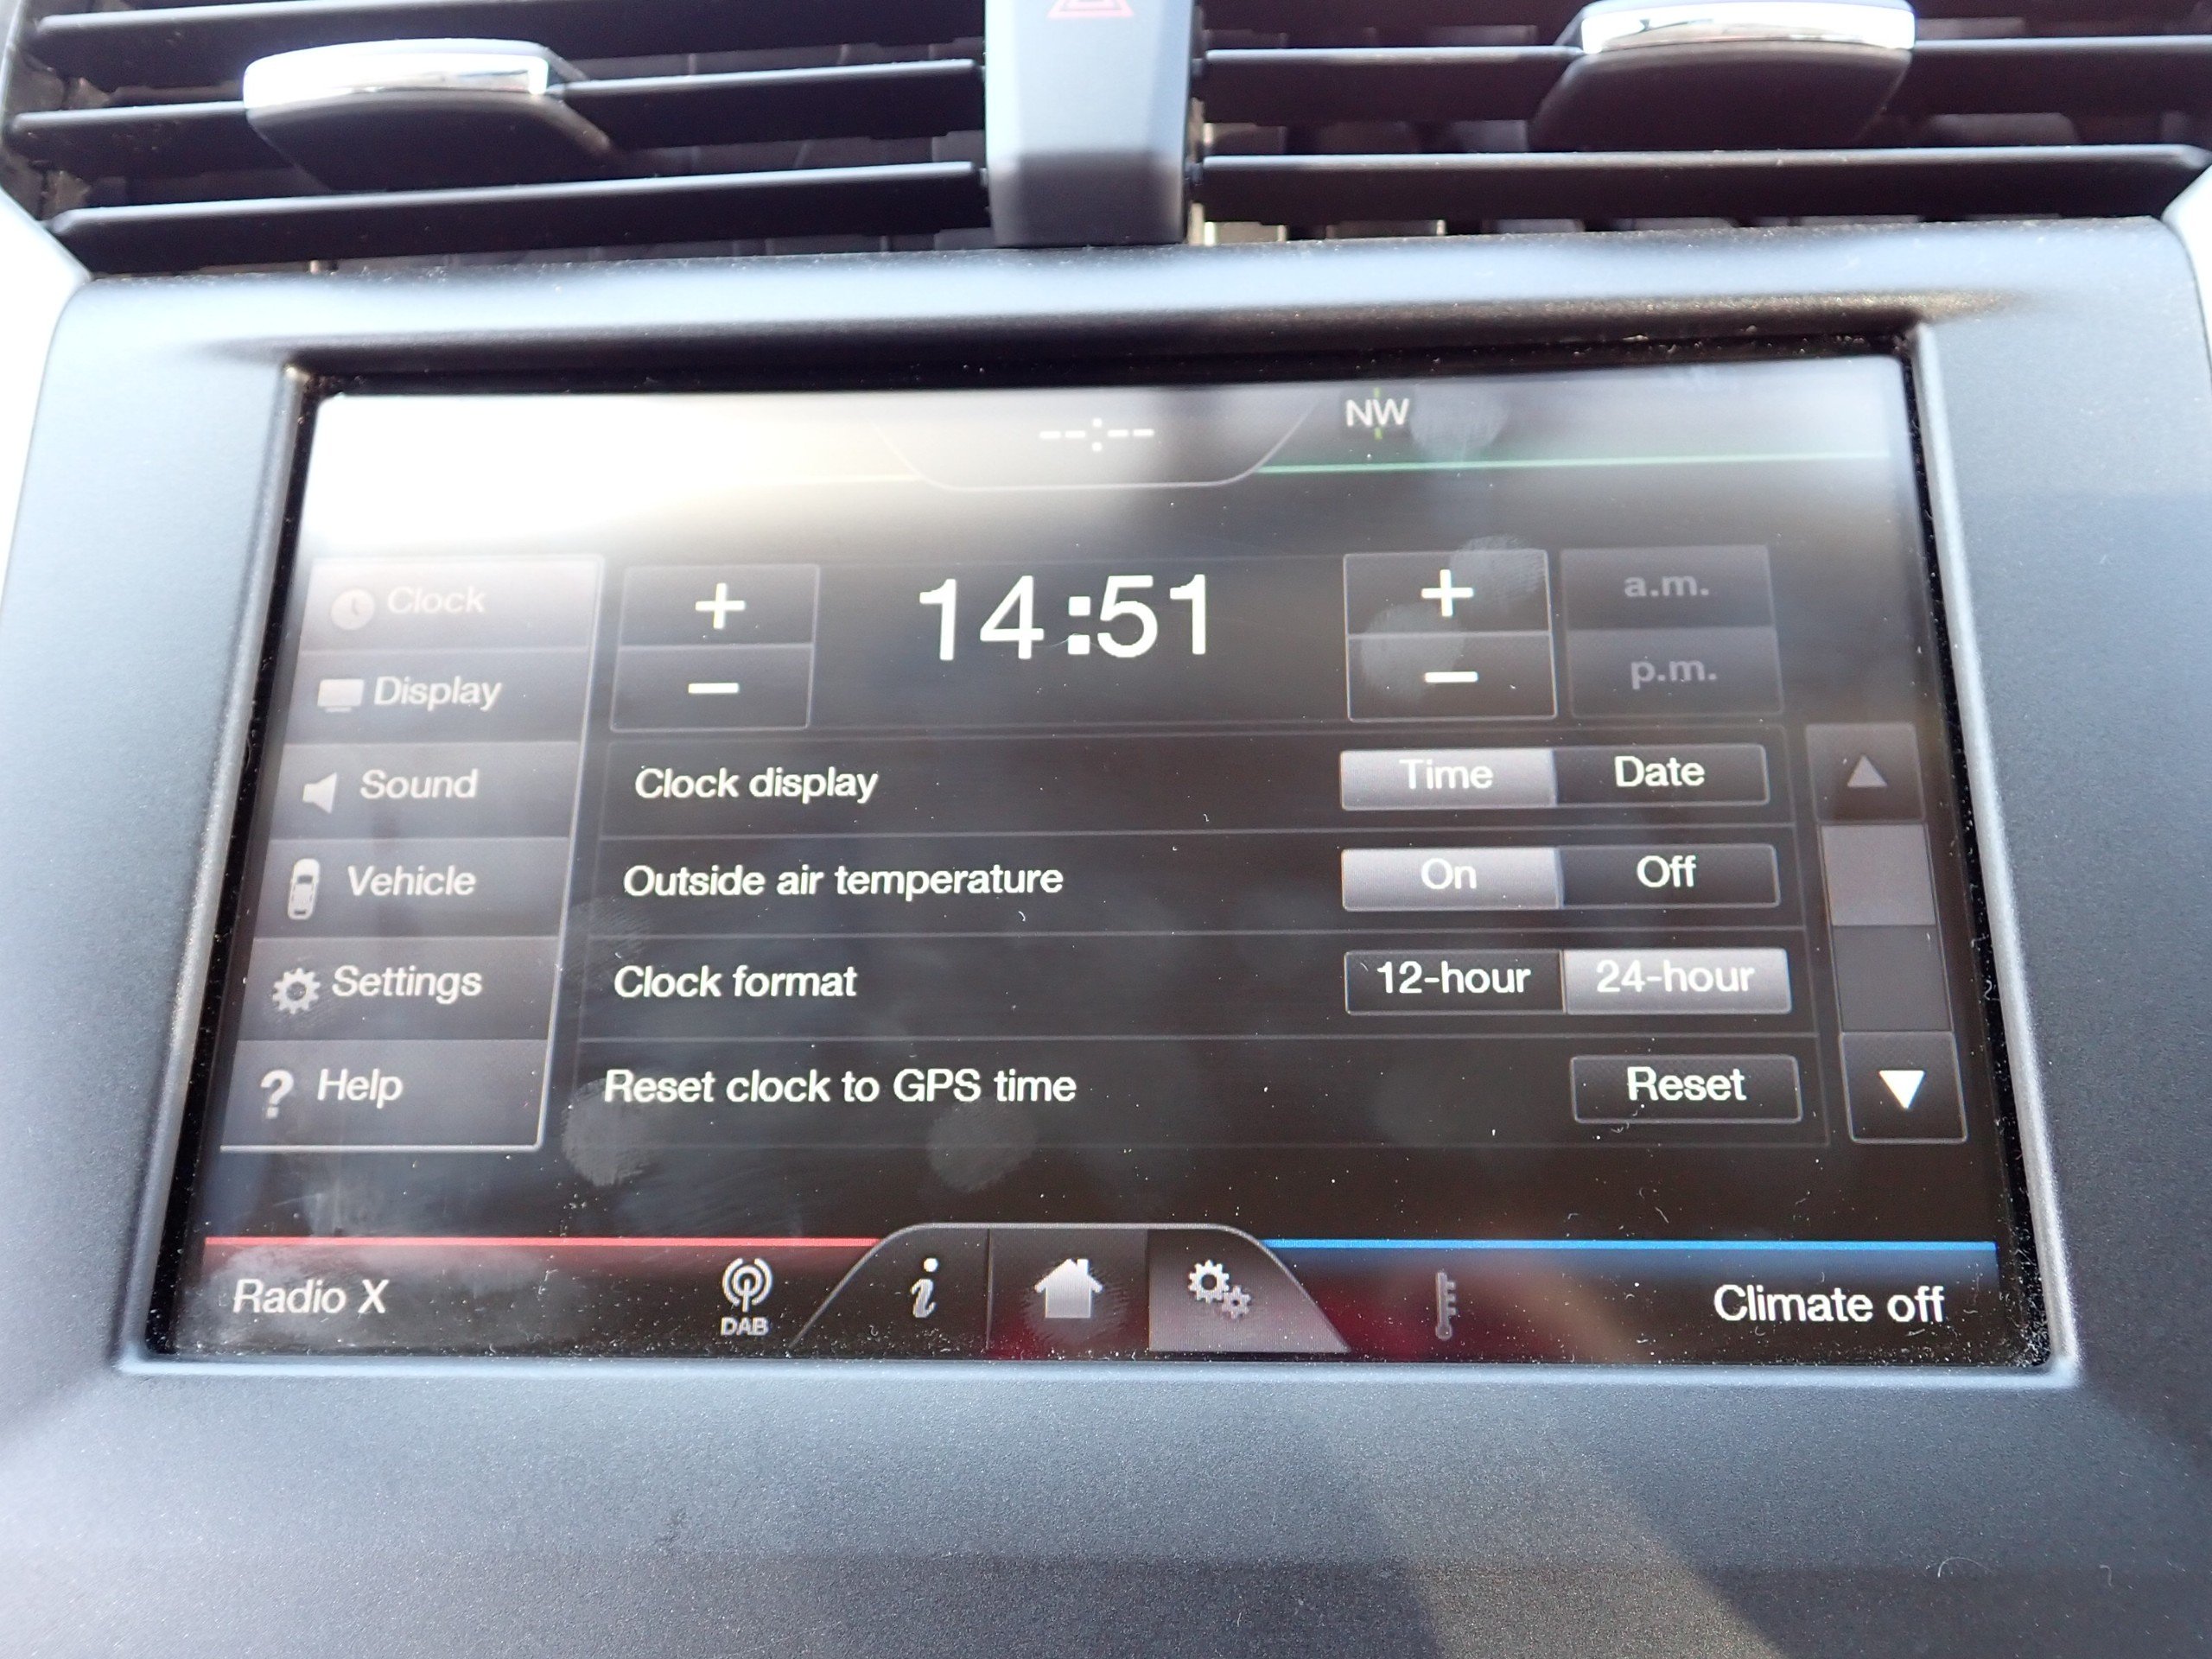 --:-- NW
Clock
Display
Sound
Vehicle
Settings
Help
+ 14:51 + a.m.
− − p.m.
Clock display Time Date
Outside air temperature On Off
Clock format 12-hour 24-hour
Reset clock to GPS time Reset
Radio X DAB i Climate off